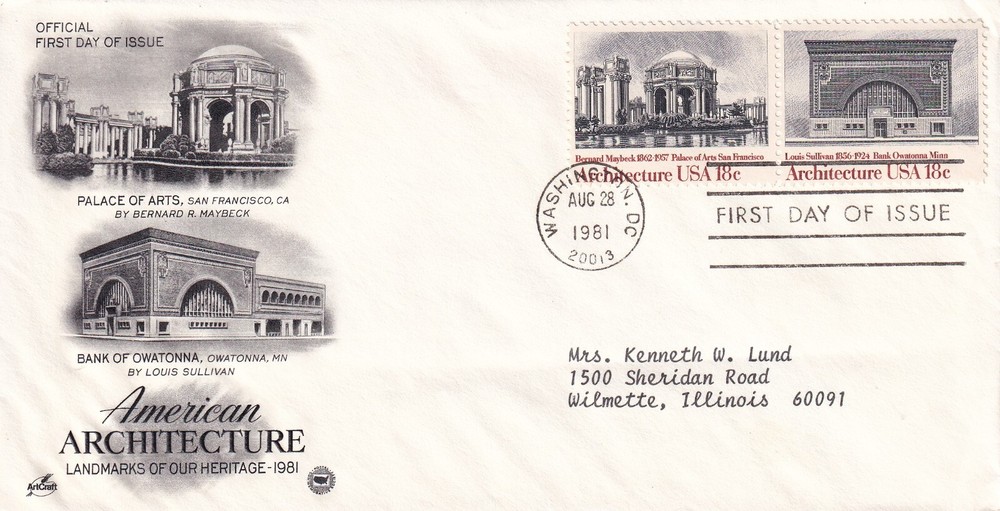 OFFICIAL
FIRST DAY OF ISSUE
PALACE OF ARTS, SAN FRANCISCO, CA
BY BERNARD R. MAYBECK
BANK OF OWATONNA, OWATONNA, MN
BY LOUIS SULLIVAN
American
ARCHITECTURE
LANDMARKS OF OUR HERITAGE-1981
ArtCraft
Bernard Maybeck 1862-1957 Palace of Arts San Francisco
Architecture USA 18c
Louis Sullivan 1856-1924 Bank Owatonna Minn
Architecture USA 18c
WASHINGTON, DC
AUG 28
1981
20013
FIRST DAY OF ISSUE
Mrs. Kenneth W. Lund
1500 Sheridan Road
Wilmette, Illinois 60091